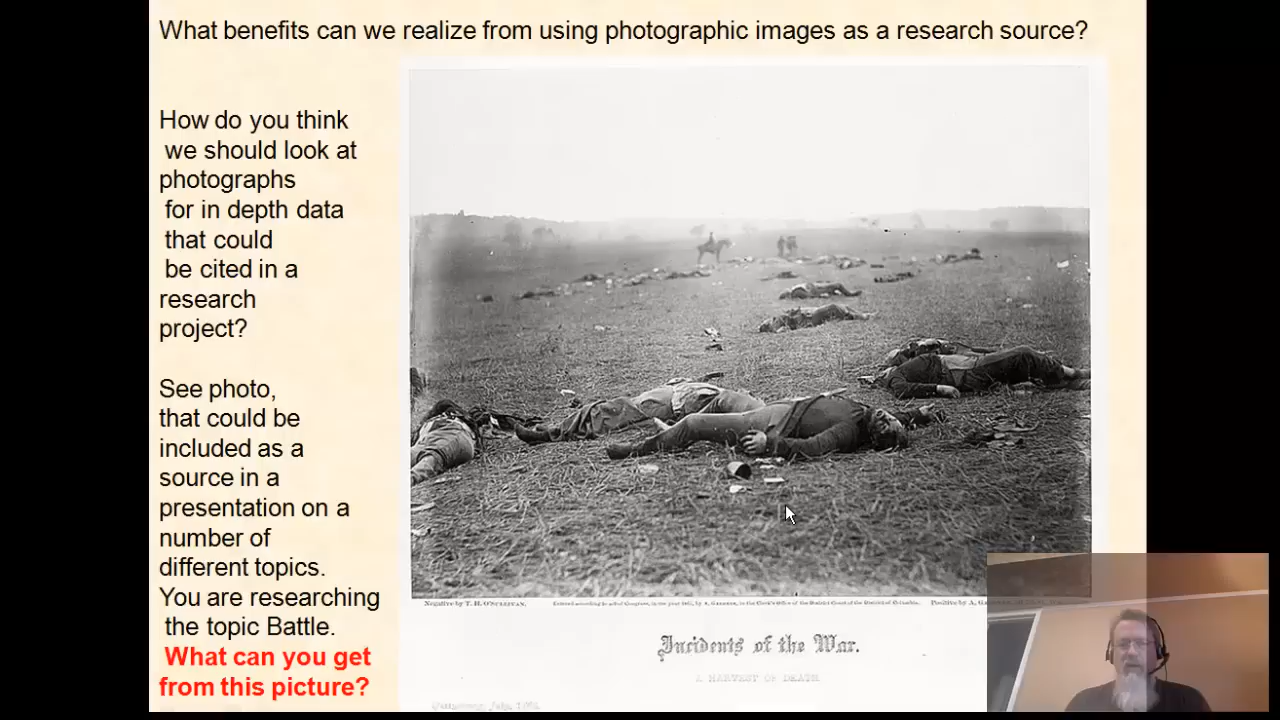 What benefits can we realize from using photographic images as a research source?
How do you think
we should look at
photographs
for in depth data
that could
be cited in a
research
project?
See photo,
that could be
included as a
source in a
presentation on a
number of
different topics.
You are researching
the topic Battle.
What can you get
from this picture?
Negative by T. H. O'SULLIVAN.
Incidents of the War.
A HARVEST OF DEATH